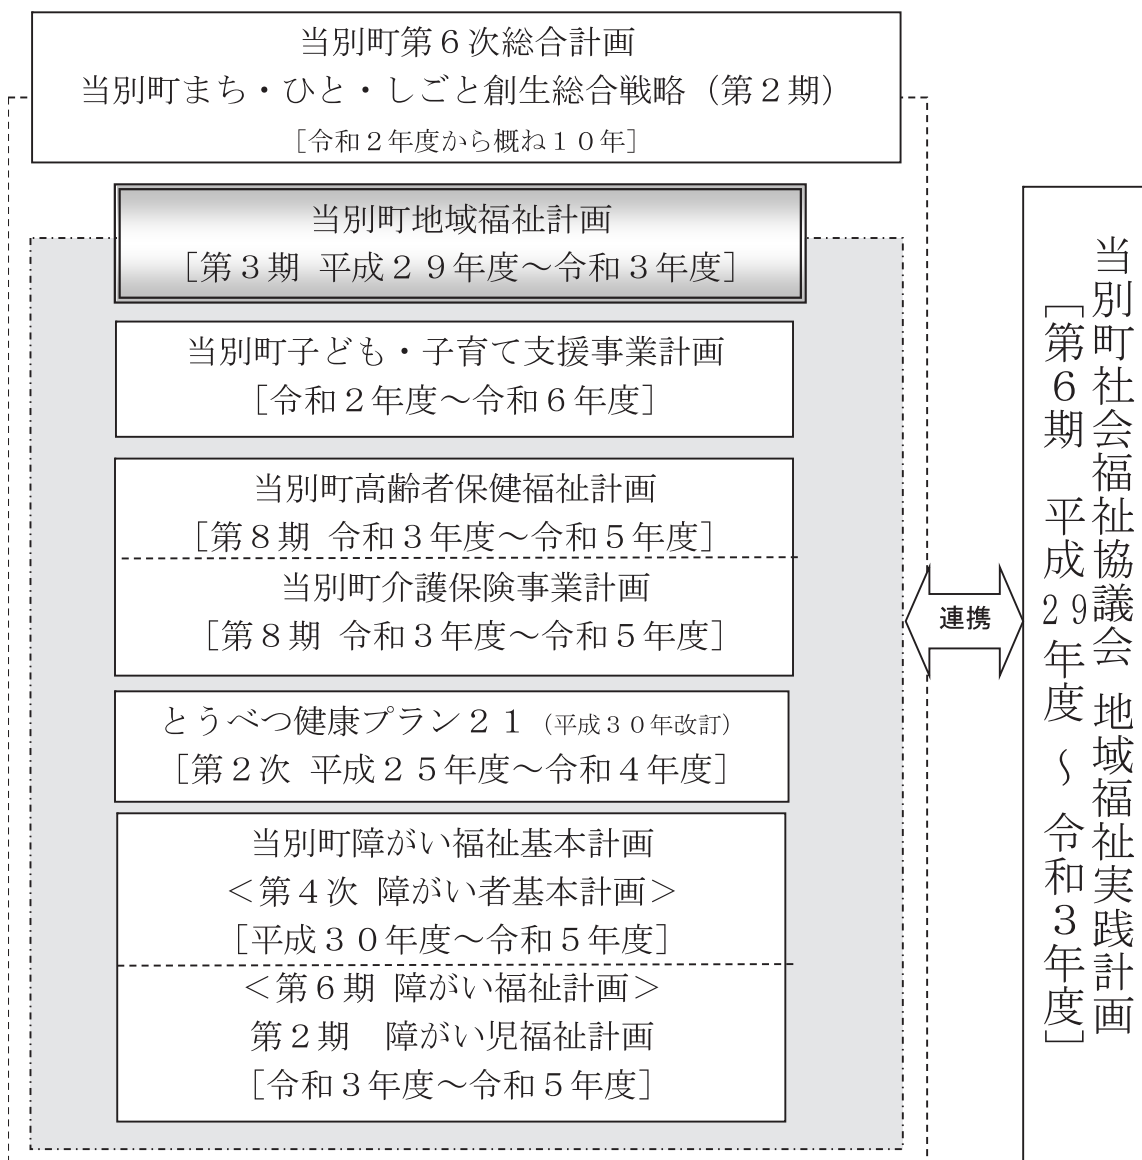 当別町第６次総合計画
当別町まち・ひと・しごと創生総合戦略（第２期）
［令和２年度から概ね１０年］
当別町地域福祉計画
［第３期 平成２９年度～令和３年度］
当別町子ども・子育て支援事業計画
［令和２年度～令和６年度］
当別町高齢者保健福祉計画
［第８期 令和３年度～令和５年度］
当別町介護保険事業計画
［第８期 令和３年度～令和５年度］
とうべつ健康プラン２１（平成３０年改訂）
［第２次 平成２５年度～令和４年度］
当別町障がい福祉基本計画
＜第４次 障がい者基本計画＞
［平成３０年度～令和５年度］
＜第６期 障がい福祉計画＞
第２期　障がい児福祉計画
［令和３年度～令和５年度］
連携
当別町社会福祉協議会 地域福祉実践計画
［第６期　平成29年度 ～ 令和３年度］